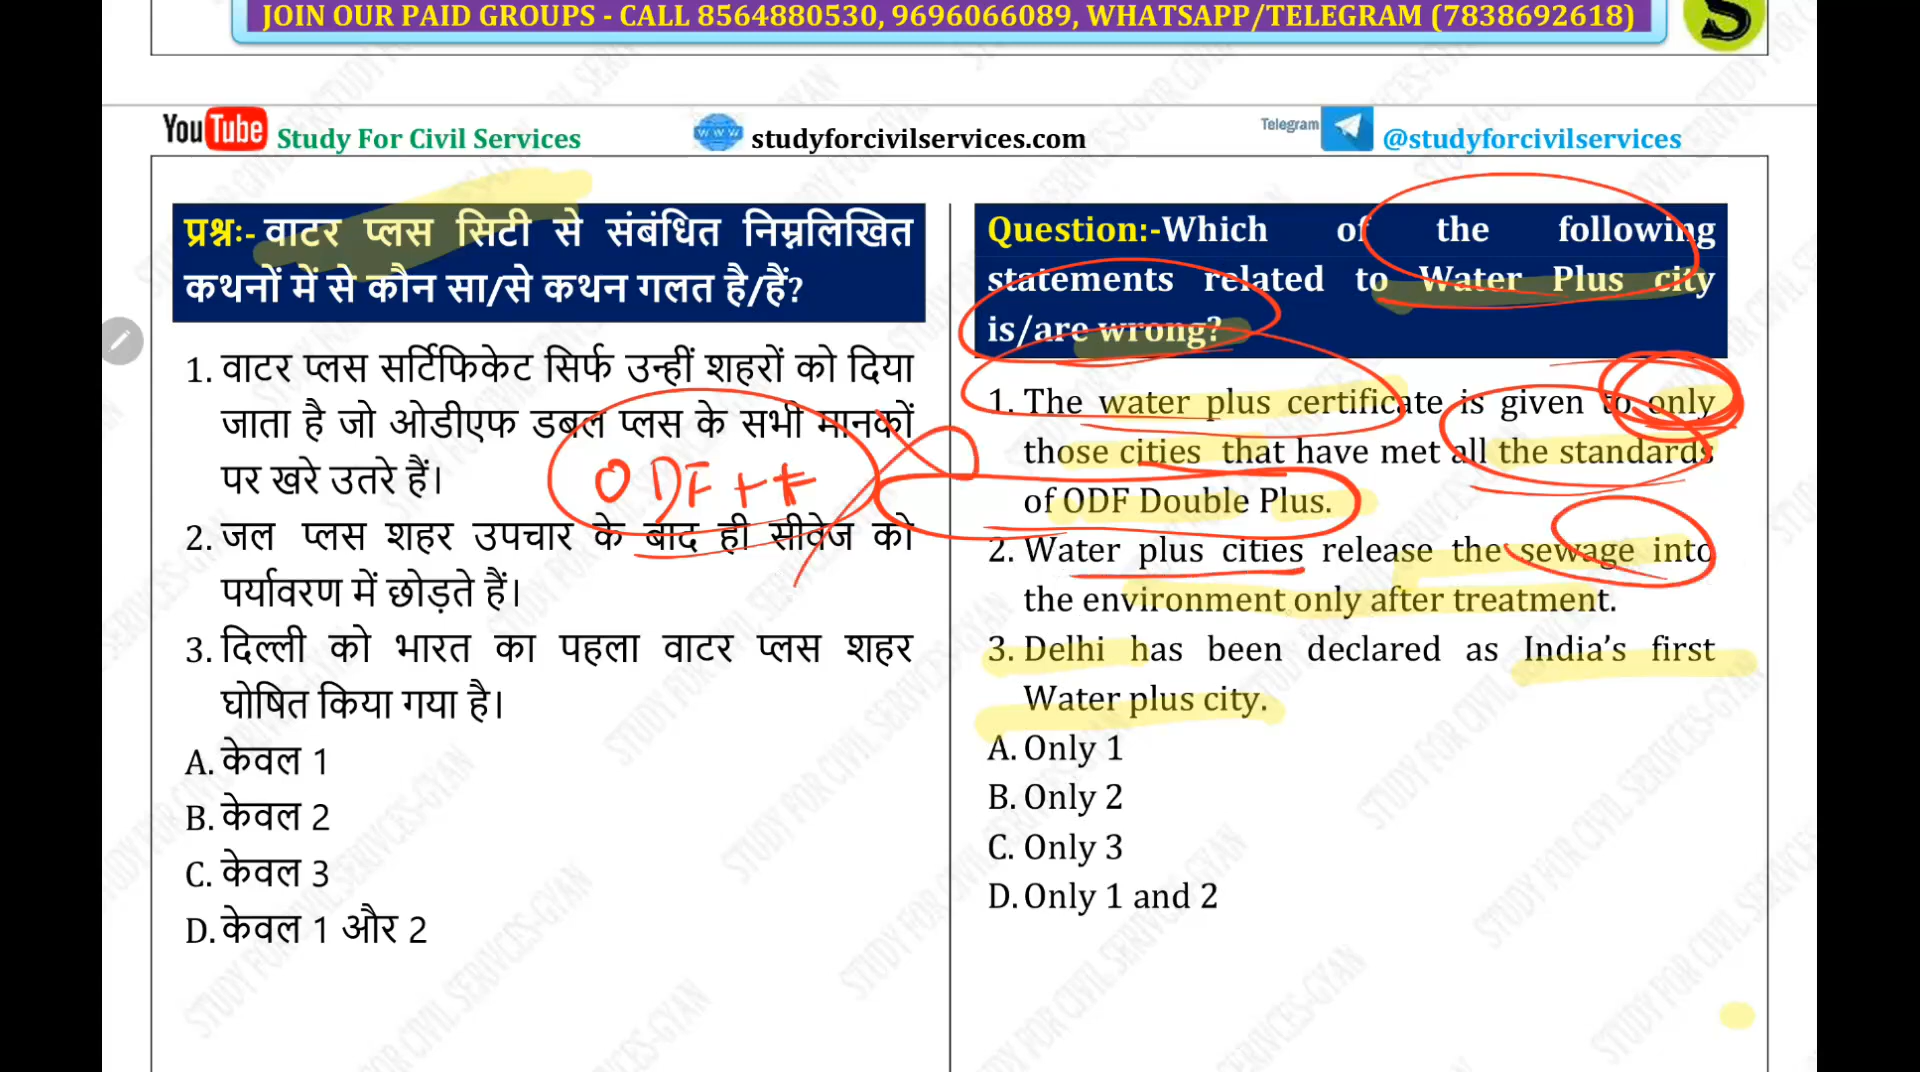 JOIN OUR PAID GROUPS - CALL 8564880530, 9696066089, WHATSAPP/TELEGRAM (7838692618)
S
YouTube Study For Civil Services
www studyforcivilservices.com
Telegram @studyforcivilservices
प्रश्नः- वाटर प्लस सिटी से संबंधित निम्नलिखित
कथनों में से कौन सा/से कथन गलत है/हैं?
1. वाटर प्लस सर्टिफिकेट सिर्फ उन्हीं शहरों को दिया
जाता है जो ओडीएफ डबल प्लस के सभी मानकों
पर खरे उतरे हैं।
ODF ++
2. जल प्लस शहर उपचार के बाद ही सीवेज को
पर्यावरण में छोड़ते हैं।
3. दिल्ली को भारत का पहला वाटर प्लस शहर
घोषित किया गया है।
A. केवल 1
B. केवल 2
C. केवल 3
D. केवल 1 और 2
Question:-Which of the following
statements related to Water Plus city
is/are wrong?
1. The water plus certificate is given to only
those cities that have met all the standards
of ODF Double Plus.
2. Water plus cities release the sewage into
the environment only after treatment.
3. Delhi has been declared as India’s first
Water plus city.
A. Only 1
B. Only 2
C. Only 3
D. Only 1 and 2